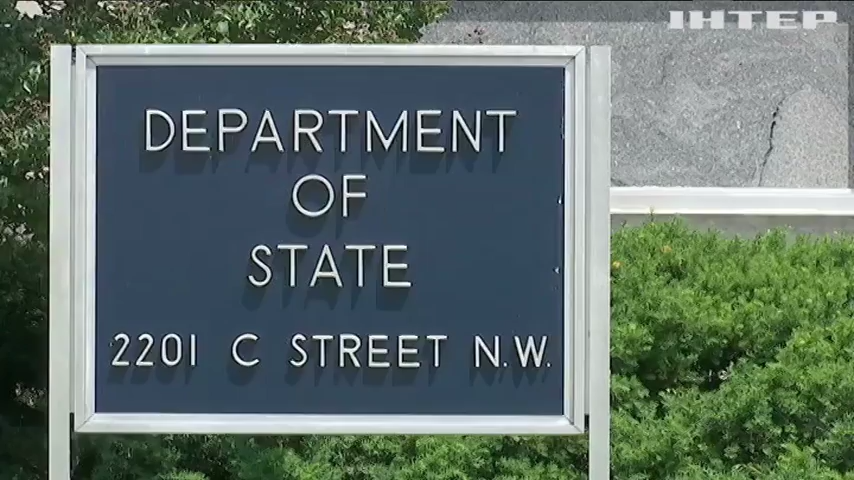 ІНТЕР
DEPARTMENT
OF
STATE
2201 C STREET N.W.